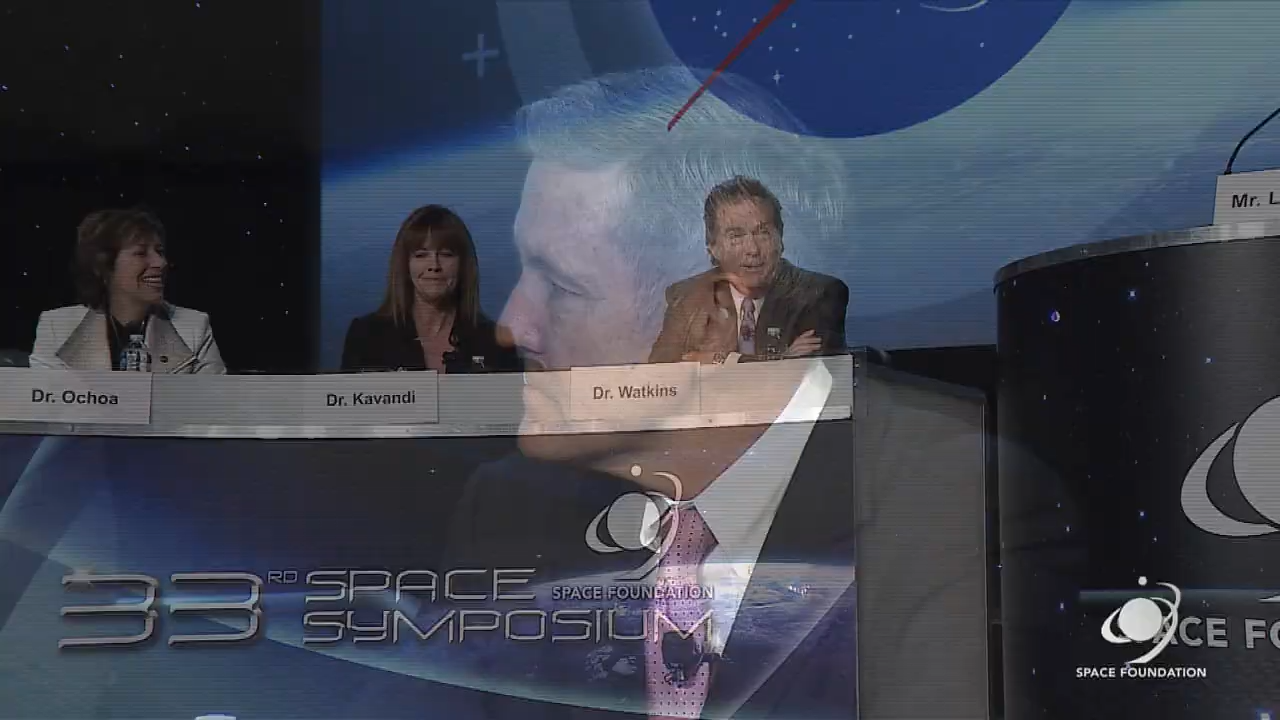 Mr. L
Dr. Ochoa
Dr. Kavandi
Dr. Watkins
33RD SPACE
SYMPOSIUM
SPACE FOUNDATION
ACE FO
SPACE FOUNDATION